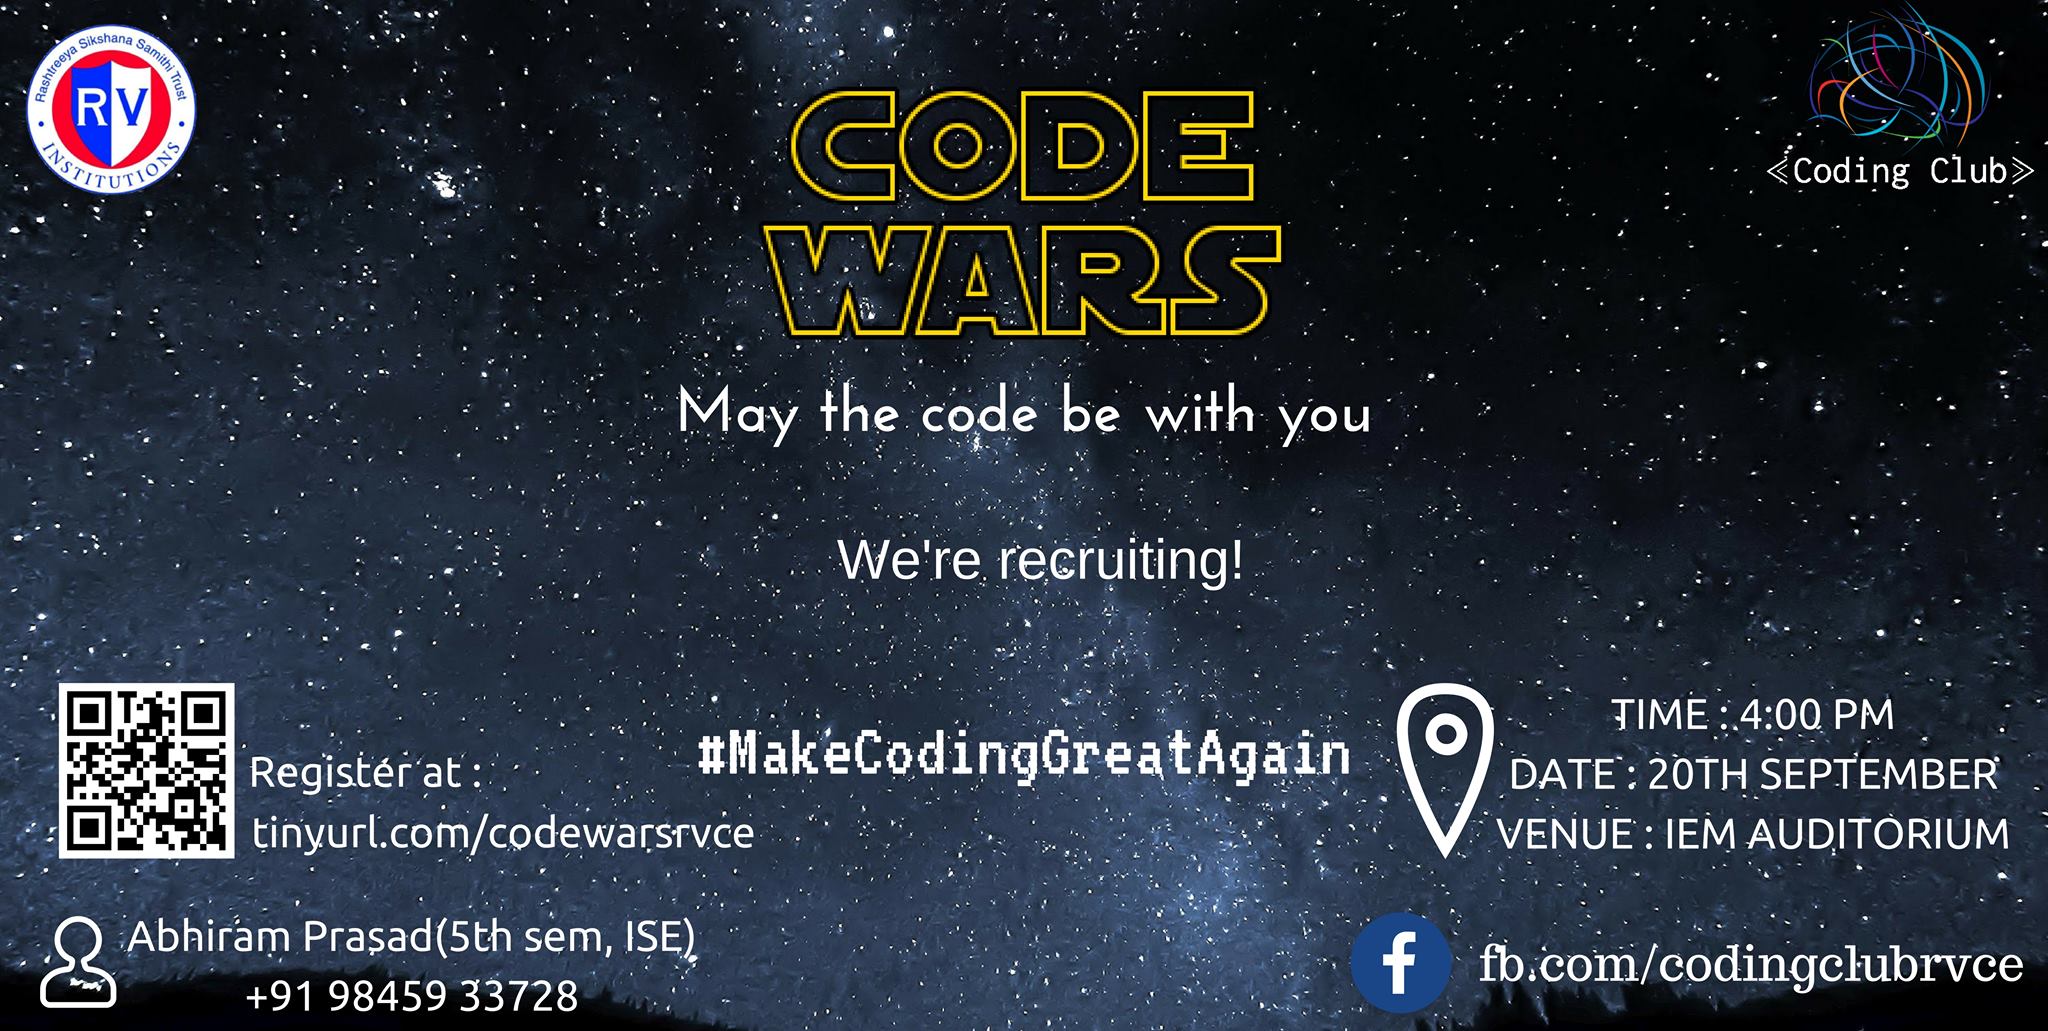 Rashtreeya Sikshana Samithi Trust
RV
INSTITUTIONS
≪Coding Club≫
CODE
WARS
May the code be with you
We're recruiting!
#MakeCodingGreatAgain
Register at :
tinyurl.com/codewarsrvce
TIME : 4:00 PM
DATE : 20TH SEPTEMBER
VENUE : IEM AUDITORIUM
Abhiram Prasad(5th sem, ISE)
+91 98459 33728
fb.com/codingclubrvce